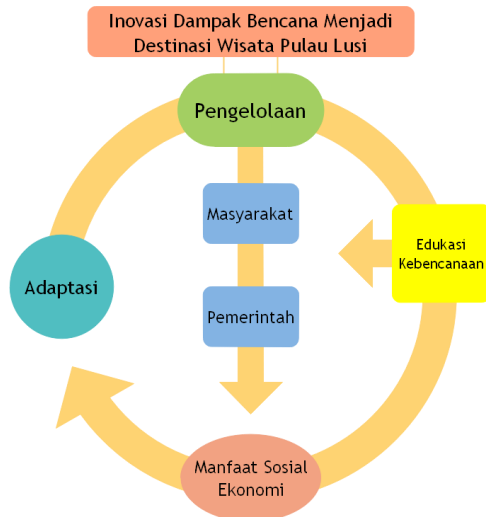 Inovasi Dampak Bencana Menjadi
Destinasi Wisata Pulau Lusi
Pengelolaan
Masyarakat
Edukasi
Kebencanaan
Adaptasi
Pemerintah
Manfaat Sosial
Ekonomi